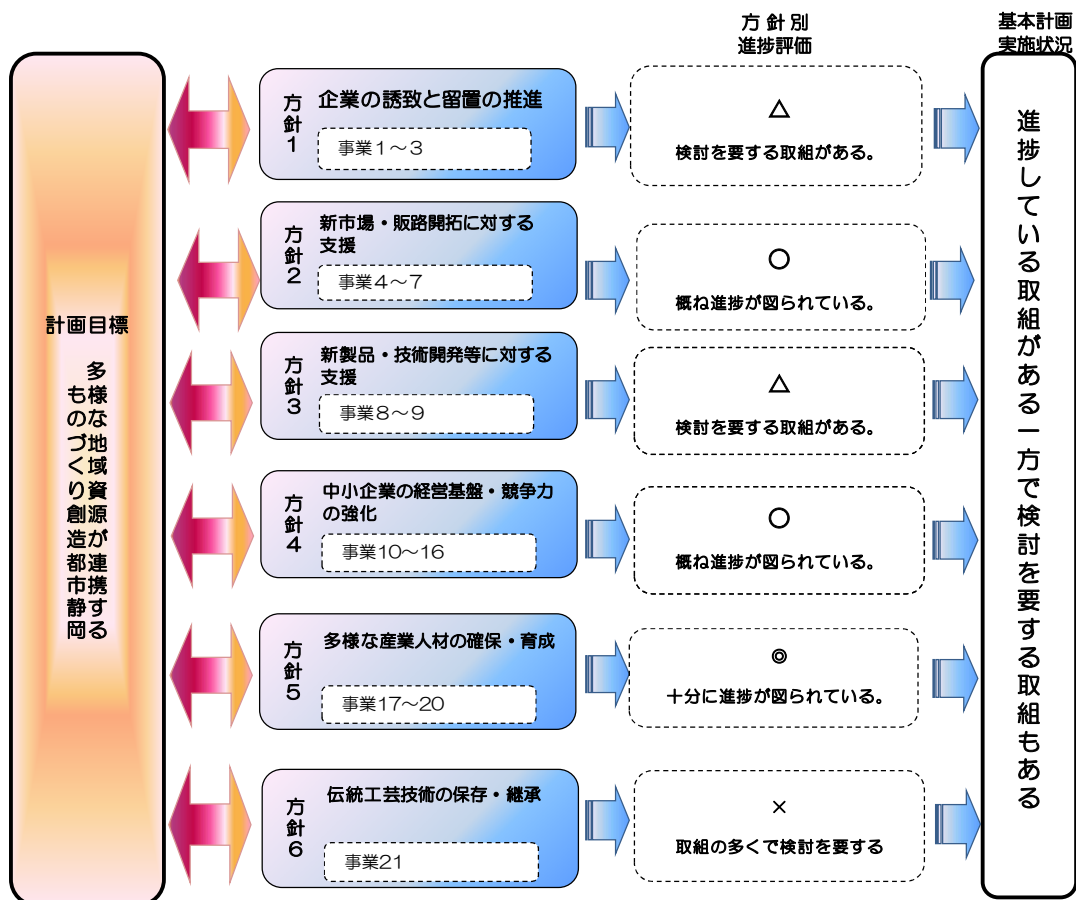 方針別
進捗評価
基本計画
実施状況
計画目標
多様な地域資源が連携する
ものづくり創造都市静岡
方針1
企業の誘致と留置の推進
事業1～3
△
検討を要する取組がある。
方針2
新市場・販路開拓に対する
支援
事業4～7
○
概ね進捗が図られている。
方針3
新製品・技術開発等に対する
支援
事業8～9
△
検討を要する取組がある。
方針4
中小企業の経営基盤・競争力
の強化
事業10～16
○
概ね進捗が図られている。
方針5
多様な産業人材の確保・育成
事業17～20
◎
十分に進捗が図られている。
方針6
伝統工芸技術の保存・継承
事業21
×
取組の多くで検討を要する
進捗している取組がある一方で検討を要する取組もある